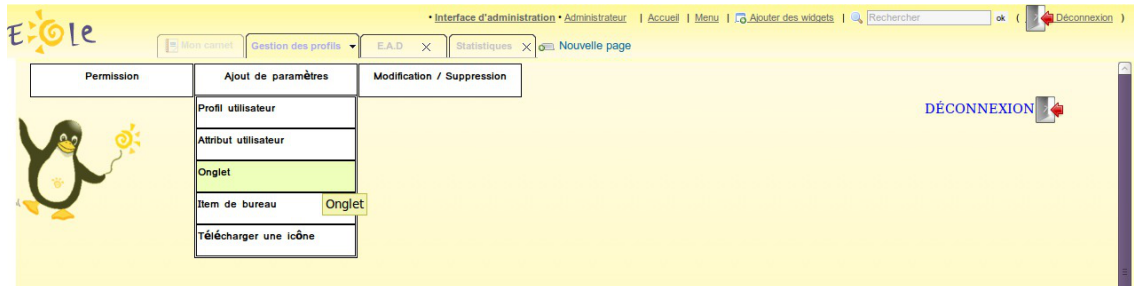 • Interface d'administration • Administrateur | Accueil | Menu | Ajouter des widgets | Rechercher ok ( Déconnexion )
EOLe
Mon carnet Gestion des profils E.A.D X Statistiques X Nouvelle page
Permission Ajout de paramètres Modification / Suppression
Profil utilisateur
DÉCONNEXION
Attribut utilisateur
Onglet
Item de bureau Onglet
Télécharger une icône